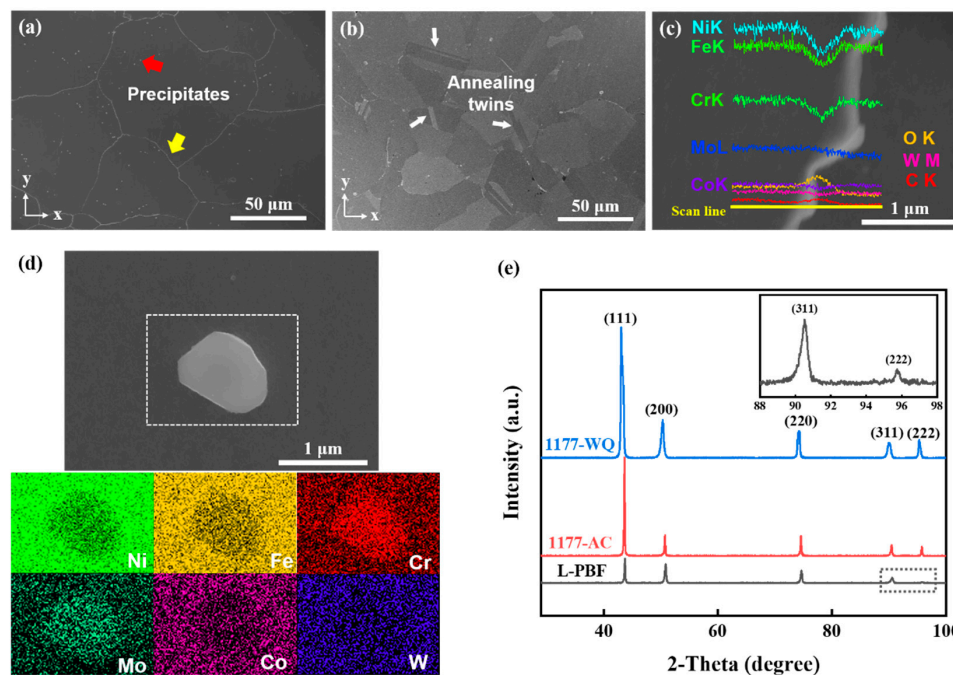 (a)
Precipitates
y
x
50 μm
(b)
Annealing
twins
y
x
50 μm
(c)
NiK
FeK
CrK
MoL
CoK
O K
W M
C K
Scan line
1 μm
(d)
1 μm
Ni
Fe
Cr
Mo
Co
W
(e)
Intensity (a.u.)
(111)
(200)
(220)
(311)
(222)
1177-WQ
1177-AC
L-PBF
(311)
(222)
88 90 92 94 96 98
40 60 80 100
2-Theta (degree)